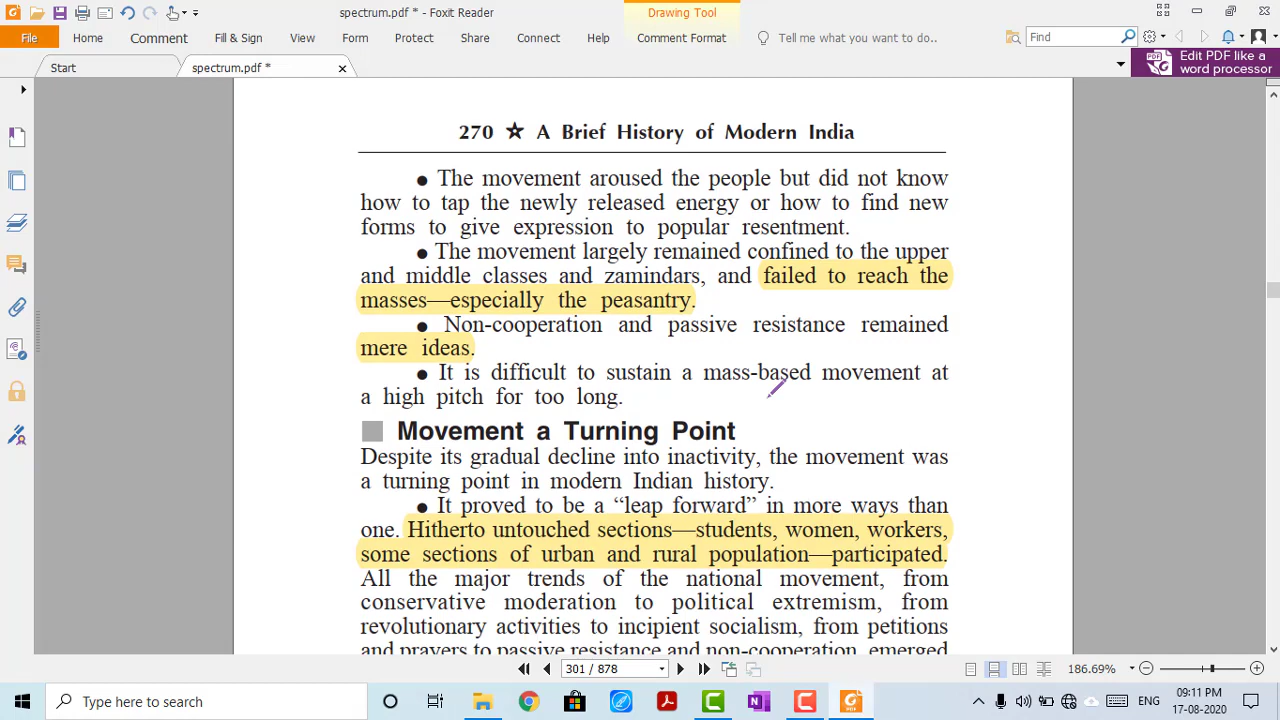 spectrum.pdf * - Foxit Reader
Drawing Tool
File Home Comment Fill & Sign View Form Protect Share Connect Help Comment Format Tell me what you want to do.. Find
Start spectrum.pdf * Edit PDF like a
word processor
270 ☆ A Brief History of Modern India
● The movement aroused the people but did not know
how to tap the newly released energy or how to find new
forms to give expression to popular resentment.
● The movement largely remained confined to the upper
and middle classes and zamindars, and failed to reach the
masses—especially the peasantry.
● Non-cooperation and passive resistance remained
mere ideas.
● It is difficult to sustain a mass-based movement at
a high pitch for too long.
Movement a Turning Point
Despite its gradual decline into inactivity, the movement was
a turning point in modern Indian history.
● It proved to be a “leap forward” in more ways than
one. Hitherto untouched sections—students, women, workers,
some sections of urban and rural population—participated.
All the major trends of the national movement, from
conservative moderation to political extremism, from
revolutionary activities to incipient socialism, from petitions
and prayers to passive resistance and non-cooperation, emerged
301 / 878 186.69%
Type here to search ENG 09:11 PM
17-08-2020